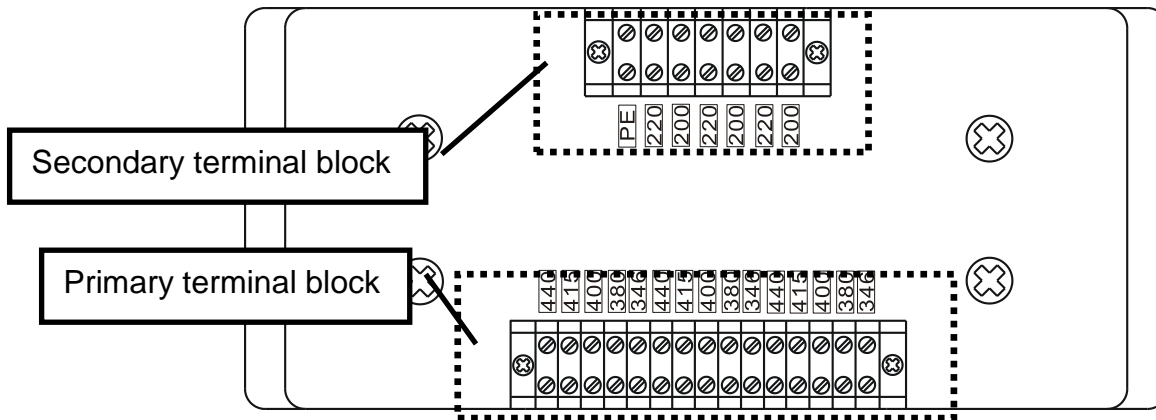 PE 220 200 220 200 220 200
Secondary terminal block
Primary terminal block
440 415 400 380 346 440 415 400 380 346 440 415 400 380 346